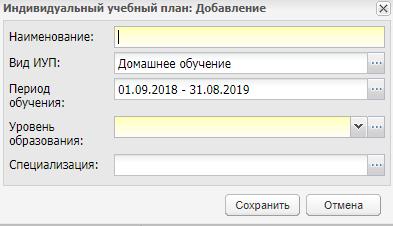 Индивидуальный учебный план: Добавление
Наименование:
Вид ИУП: Домашнее обучение
Период обучения: 01.09.2018 - 31.08.2019
Уровень образования:
Специализация:
Сохранить Отмена